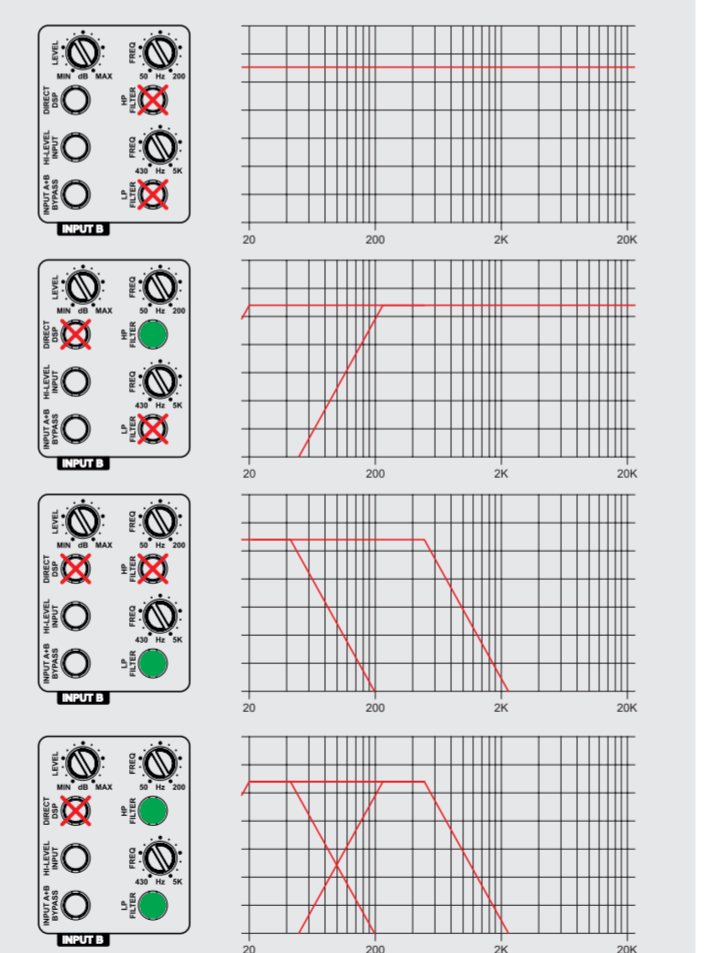 LEVEL
FREQ
MIN dB MAX
50 Hz 200
DIRECT
DSP
HP
FILTER
HI-LEVEL
INPUT
FREQ
430 Hz 5K
INPUT A+B
BYPASS
LP
FILTER
INPUT B
20 200 2K 20K
LEVEL
FREQ
MIN dB MAX
50 Hz 200
DIRECT
DSP
HP
FILTER
HI-LEVEL
INPUT
FREQ
430 Hz 5K
INPUT A+B
BYPASS
LP
FILTER
INPUT B
20 200 2K 20K
LEVEL
FREQ
MIN dB MAX
50 Hz 200
DIRECT
DSP
HP
FILTER
HI-LEVEL
INPUT
FREQ
430 Hz 5K
INPUT A+B
BYPASS
LP
FILTER
INPUT B
20 200 2K 20K
LEVEL
FREQ
MIN dB MAX
50 Hz 200
DIRECT
DSP
HP
FILTER
HI-LEVEL
INPUT
FREQ
430 Hz 5K
INPUT A+B
BYPASS
LP
FILTER
INPUT B
20 200 2K 20K